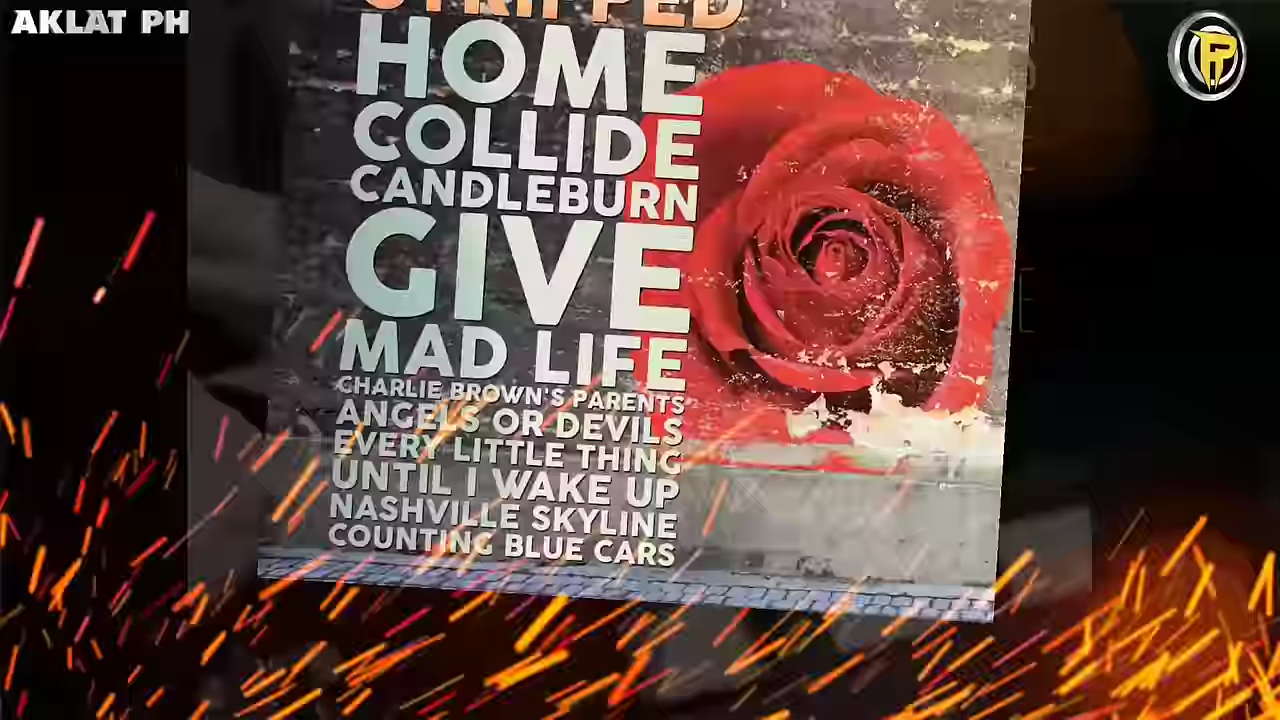 AKLAT PH
STRIPPED
HOME
COLLIDE
CANDLEBURN
GIVE
MAD LIFE
CHARLIE BROWN'S PARENTS
ANGELS OR DEVILS
EVERY LITTLE THING
UNTIL I WAKE UP
NASHVILLE SKYLINE
COUNTING BLUE CARS